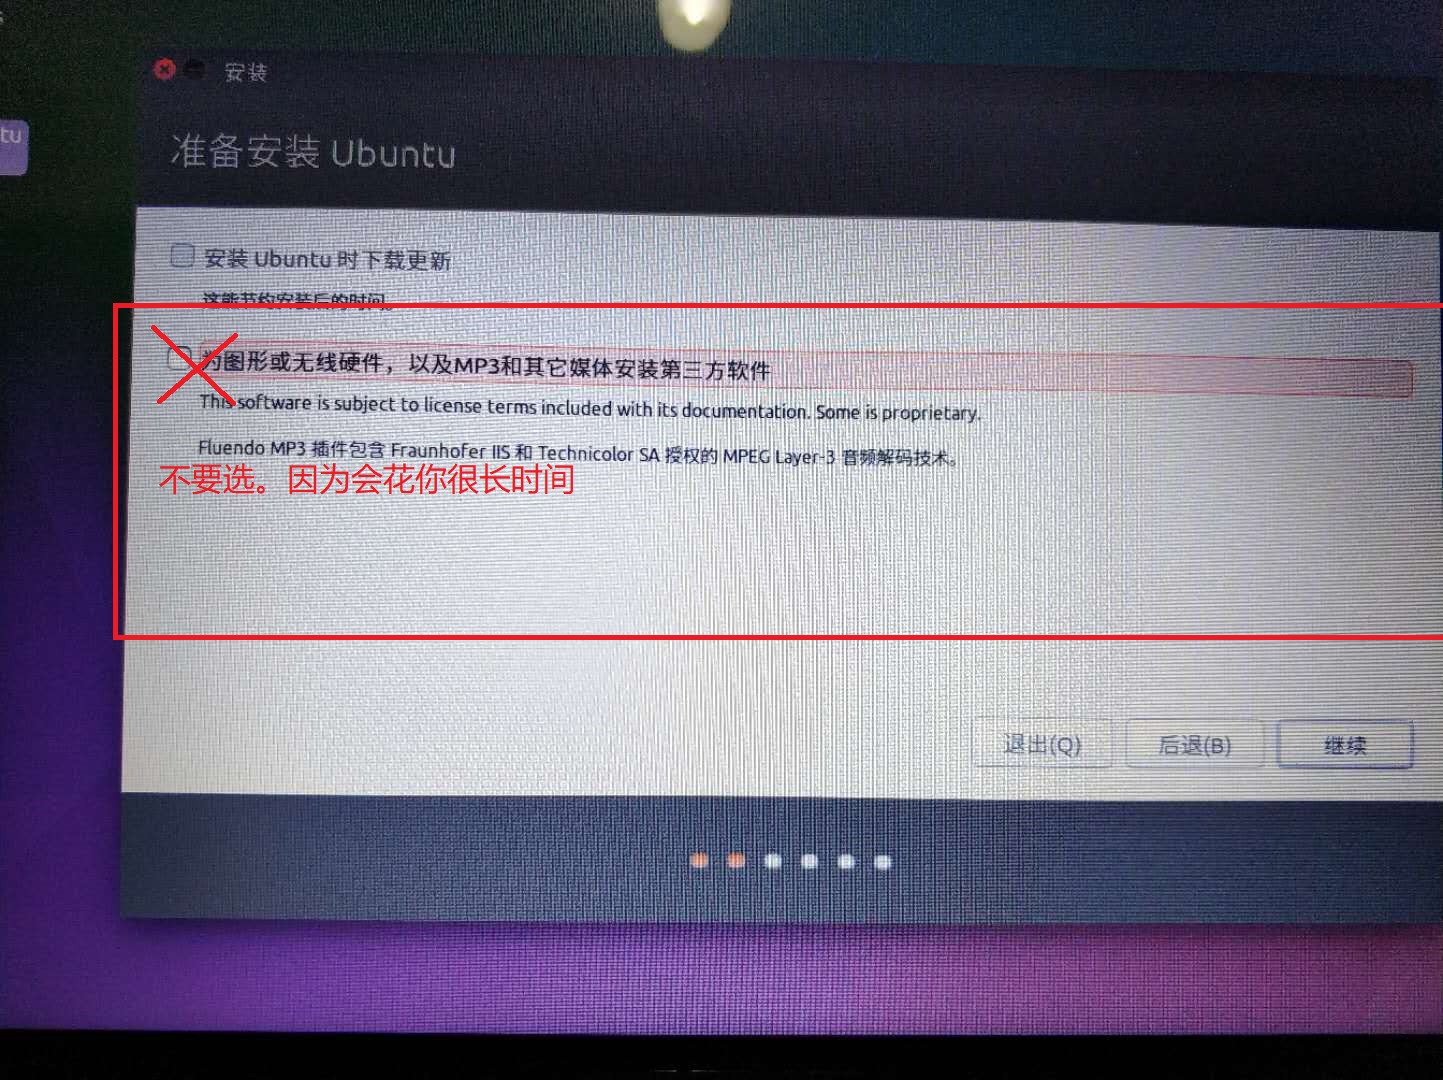 tu
安装
准备安装 Ubuntu
安装 Ubuntu 时下载更新
这能节约安装后的时间。
为图形或无线硬件，以及MP3和其它媒体安装第三方软件
This software is subject to license terms included with its documentation. Some is proprietary.
Fluendo MP3 插件包含 Fraunhofer IIS 和 Technicolor SA 授权的 MPEG Layer-3 音频解码技术。
不要选。因为会花你很长时间
退出(Q) 后退(B) 继续